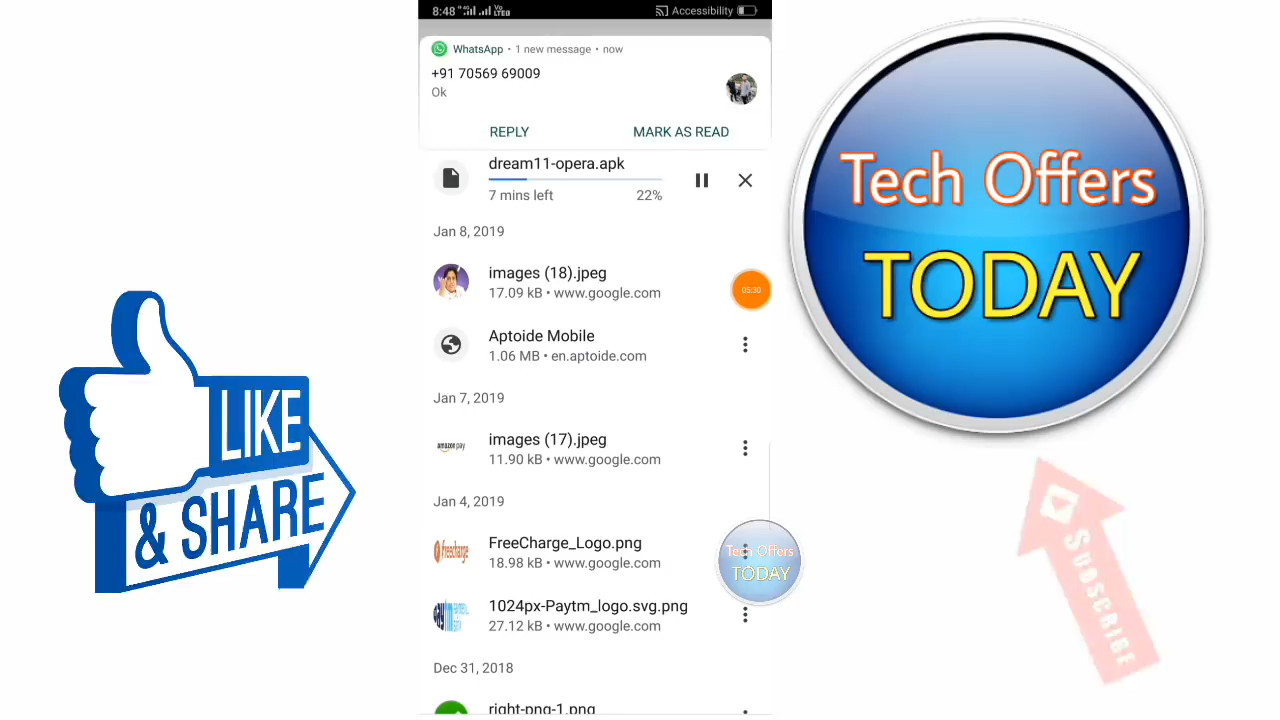 8:48 4G Vo LTE Accessibility
WhatsApp • 1 new message • now
+91 70569 69009
Ok
REPLY MARK AS READ
dream11-opera.apk
7 mins left 22%
Jan 8, 2019
images (18).jpeg
17.09 kB • www.google.com
05:30
Aptoide Mobile
1.06 MB • en.aptoide.com
Jan 7, 2019
amazon pay
images (17).jpeg
11.90 kB • www.google.com
Jan 4, 2019
freecharge
FreeCharge_Logo.png
18.98 kB • www.google.com
1024px-Paytm_logo.svg.png
27.12 kB • www.google.com
Dec 31, 2018
right-png-1.png
Tech Offers
TODAY
LIKE
& SHARE
Tech Offers
TODAY
SUBSCRIBE